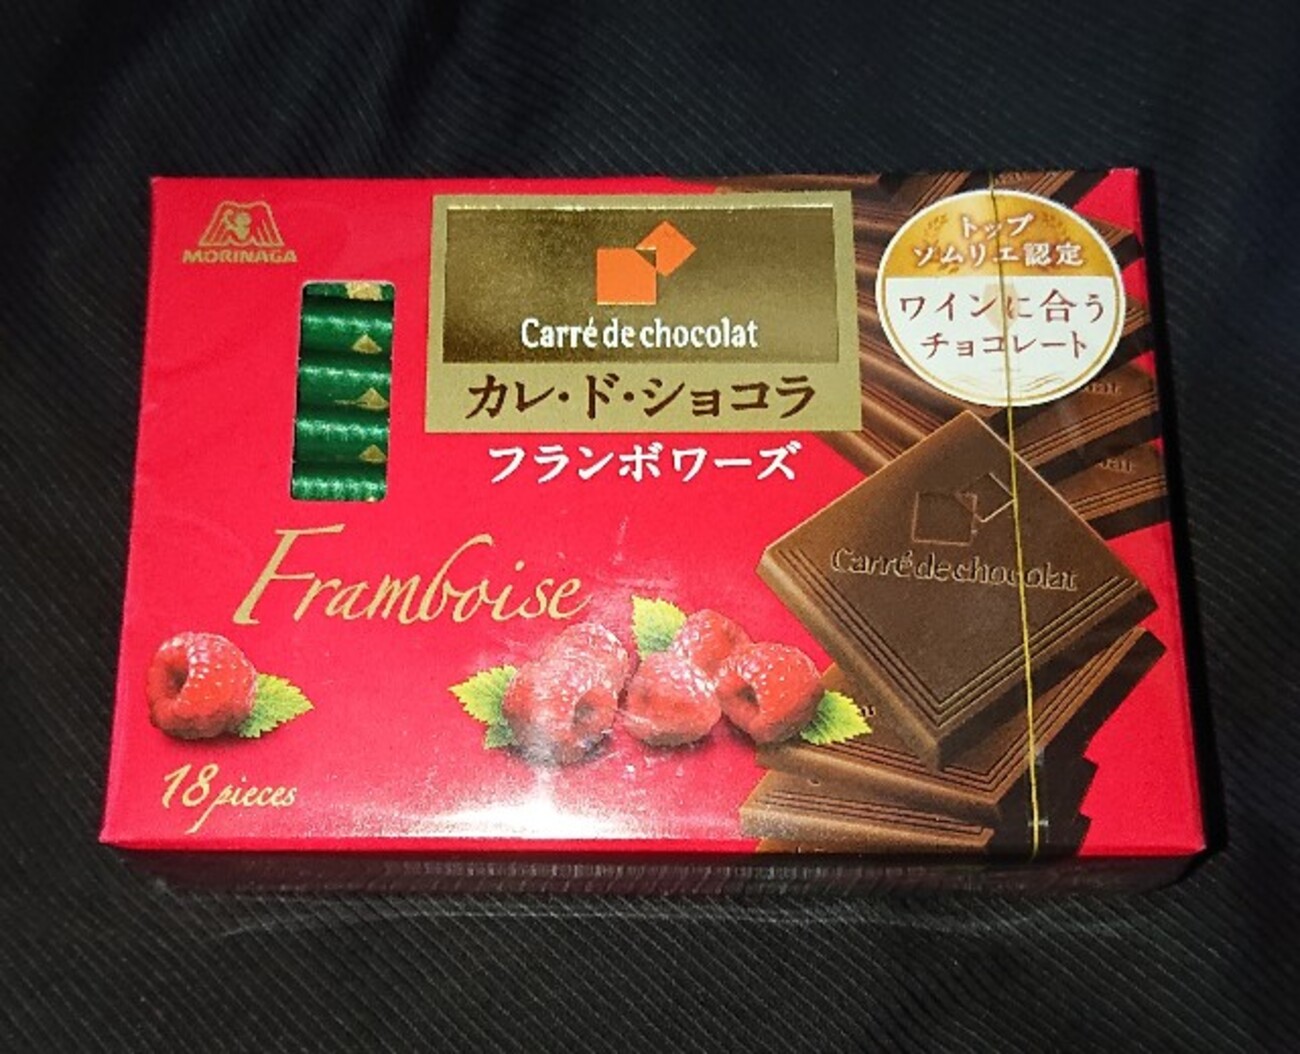 MORINAGA
Carré de chocolat
カレ・ド・ショコラ
フランボワーズ
トップ
ソムリエ認定
ワインに合う
チョコレート
Framboise
Carré de chocolat
18 pieces